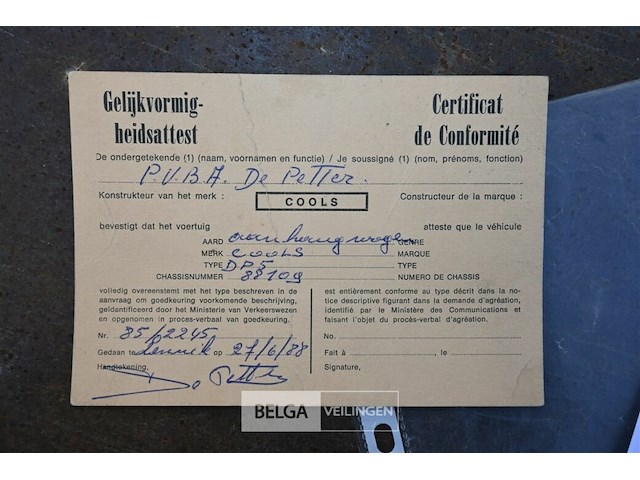 Gelijkvormig-
heidsattest
Certificat
de Conformité
De ondergetekende (1) (naam, voornamen en functie) / Je soussigné (1) (nom, prénoms, fonction)
P.V.B.A. De Petter.
Konstrukteur van het merk : COOLS Constructeur de la marque :
bevestigt dat het voertuig atteste que le véhicule
AARD aanhangwagen GENRE
MERK COOLS MARQUE
TYPE DP5 TYPE
CHASSISNUMMER 88109 NUMERO DE CHASSIS
volledig overeenstemt met het type beschreven in de
aanvraag om goedkeuring voorkomende beschrijving,
geïdentificeerd door het Ministerie van Verkeerswezen
en opgenomen in proces-verbaal van goedkeuring.
Nr. 85/2245
Gedaan te Lennik op 27/6/88
Handtekening,
De Petter
est entièrement conforme au type décrit dans la no-
tice descriptive figurant dans la demande d'agréation,
identifié par le Ministère des Communications et
faisant l'objet du procès-verbal d'agréation.
No.
Fait à , le
Signature,
BELGA VEILINGEN